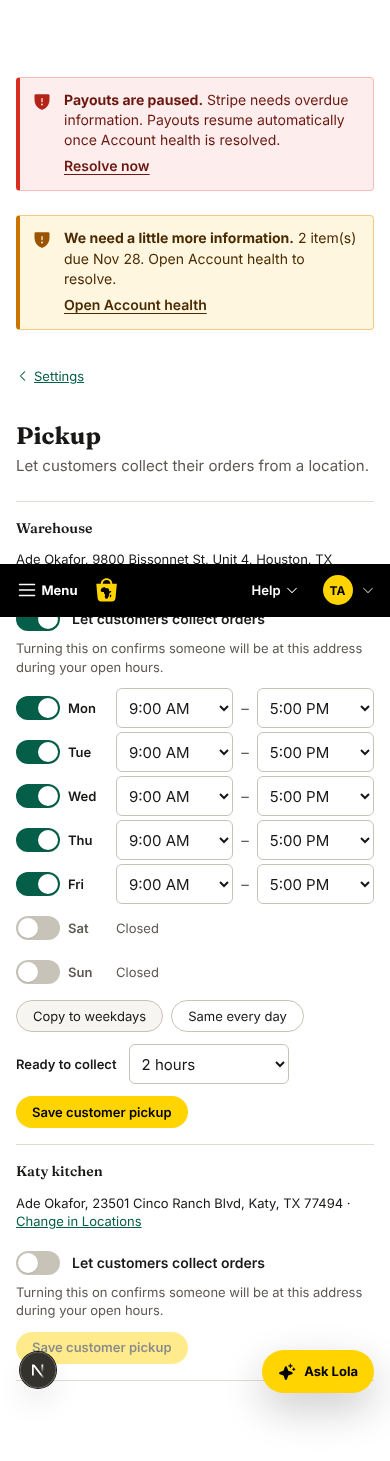 Payouts are paused. Stripe needs overdue
information. Payouts resume automatically
once Account health is resolved.
Resolve now
We need a little more information. 2 item(s)
due Nov 28. Open Account health to
resolve.
Open Account health
Settings
Pickup
Let customers collect their orders from a location.
Warehouse
Ade Okafor, 9800 Bissonnet St, Unit 4, Houston, TX
Menu Help TA
Let customers collect orders
Turning this on confirms someone will be at this address
during your open hours.
Mon 9:00 AM – 5:00 PM
Tue 9:00 AM – 5:00 PM
Wed 9:00 AM – 5:00 PM
Thu 9:00 AM – 5:00 PM
Fri 9:00 AM – 5:00 PM
Sat Closed
Sun Closed
Copy to weekdays Same every day
Ready to collect 2 hours
Save customer pickup
Katy kitchen
Ade Okafor, 23501 Cinco Ranch Blvd, Katy, TX 77494 ·
Change in Locations
Let customers collect orders
Turning this on confirms someone will be at this address
during your open hours.
Save customer pickup
N Ask Lola